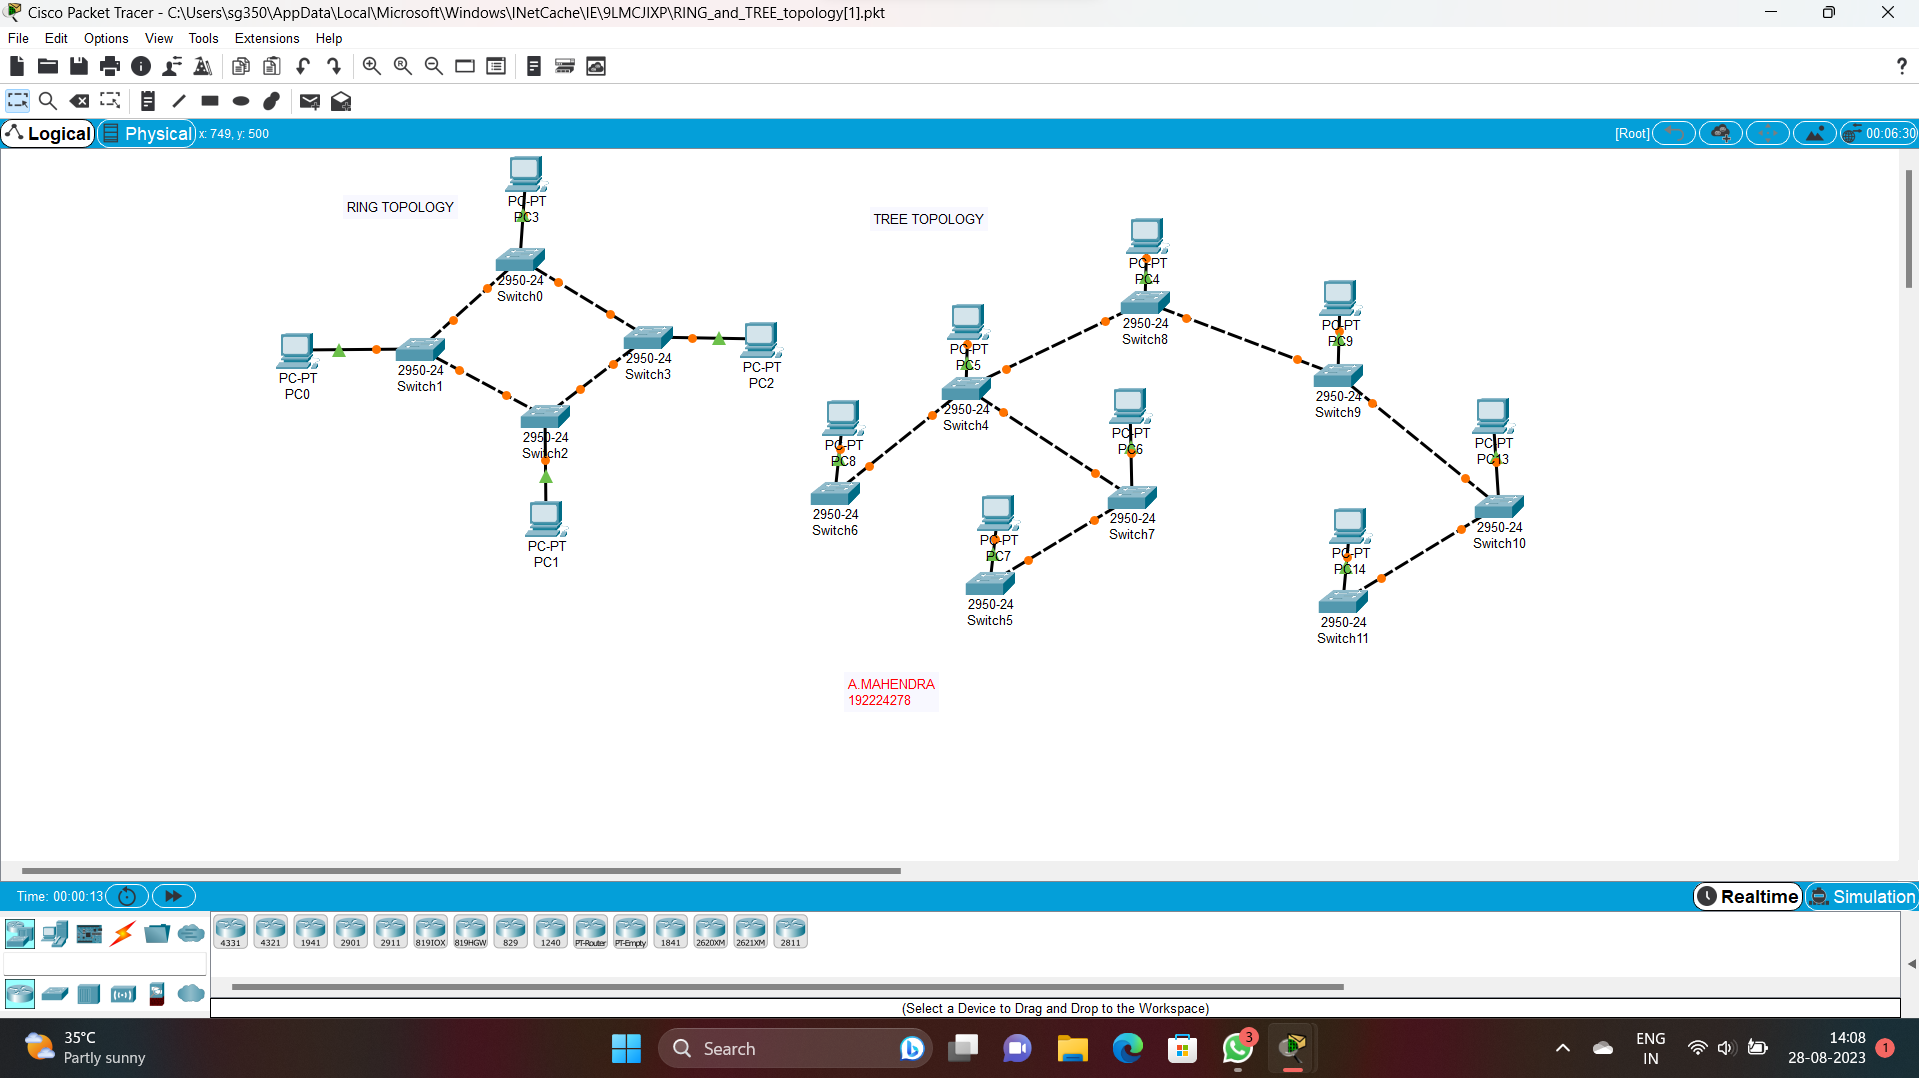 Cisco Packet Tracer - C:\Users\sg350\AppData\Local\Microsoft\Windows\INetCache\IE\9LMCJIXP\RING_and_TREE_topology[1].pkt
File Edit Options View Tools Extensions Help
Logical Physical x: 749, y: 500 [Root] 00:06:30
RING TOPOLOGY
TREE TOPOLOGY
PC-PT
PC3
2950-24
Switch0
PC-PT
PC0
2950-24
Switch1
2950-24
Switch3
PC-PT
PC2
2950-24
Switch2
PC-PT
PC1
PC-PT
PC4
2950-24
Switch8
PC-PT
PC5
2950-24
Switch4
PC-PT
PC9
2950-24
Switch9
PC-PT
PC8
2950-24
Switch6
PC-PT
PC6
2950-24
Switch7
PC-PT
PC13
2950-24
Switch10
PC-PT
PC7
2950-24
Switch5
PC-PT
PC14
2950-24
Switch11
A.MAHENDRA
192224278
Time: 00:00:13 Realtime Simulation
4331 4321 1941 2901 2911 819IOX 819HGW 829 1240 PT-Router PT-Empty 1841 2620XM 2621XM 2811
(Select a Device to Drag and Drop to the Workspace)
35°C
Partly sunny
Search
3
ENG
IN
14:08
28-08-2023
1